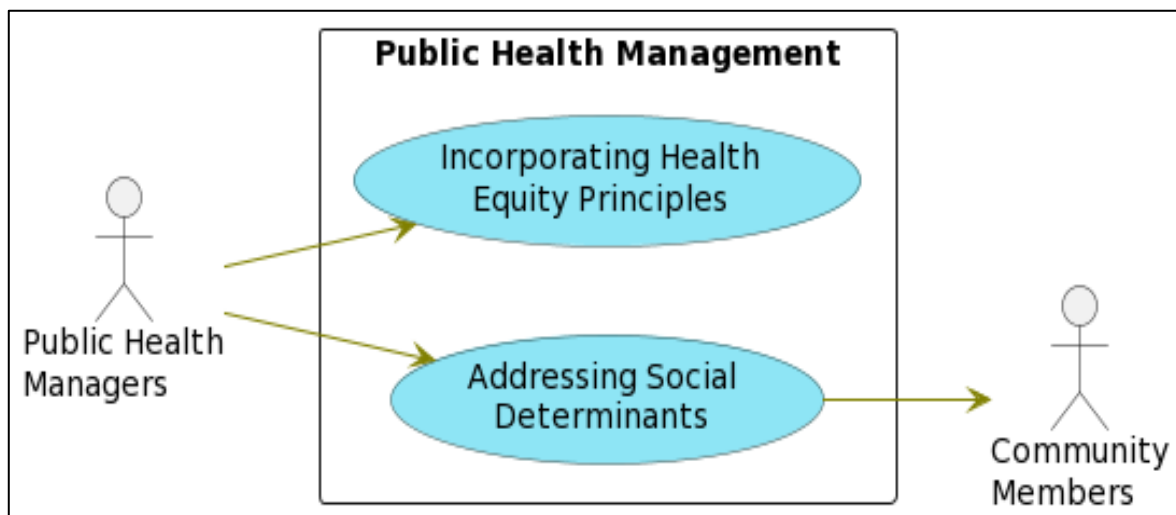 Public Health Management
Incorporating Health
Equity Principles
Public Health
Managers
Addressing Social
Determinants
Community
Members